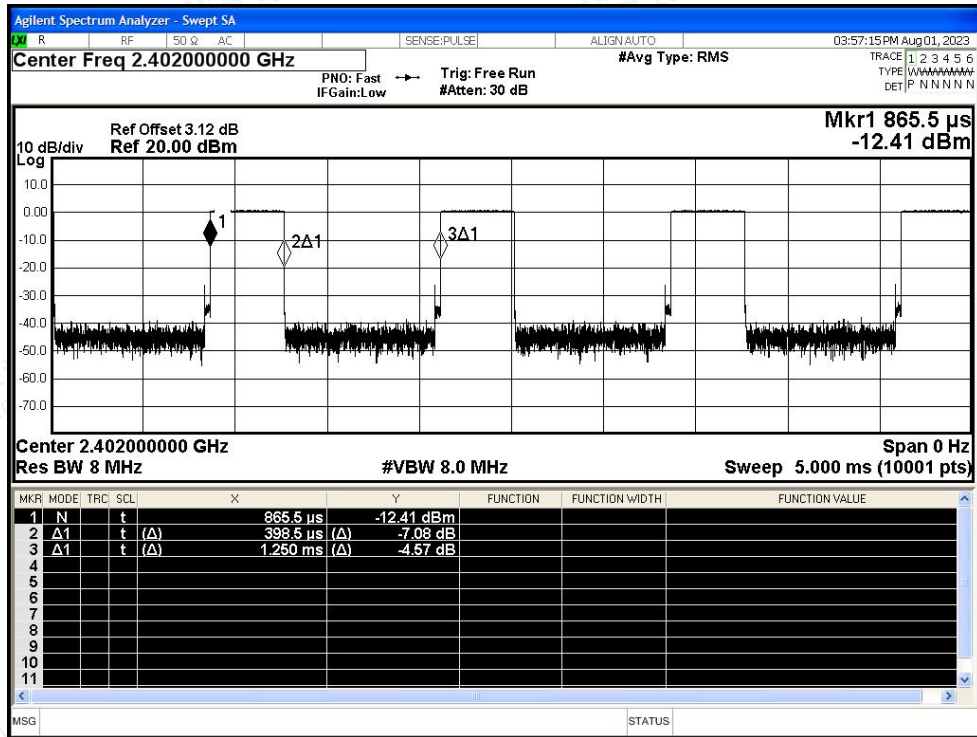 Agilent Spectrum Analyzer - Swept SA
LXI R RF 50 Ω AC SENSE:PULSE ALIGN AUTO 03:57:15 PM Aug 01, 2023
Center Freq 2.402000000 GHz
PNO: Fast
IFGain:Low
Trig: Free Run
#Atten: 30 dB
#Avg Type: RMS
TRACE 1 2 3 4 5 6
TYPE
DET P N N N N N
Ref Offset 3.12 dB
10 dB/div Ref 20.00 dBm
Log
Mkr1 865.5 µs
-12.41 dBm
10.0
0.00
-10.0
-20.0
-30.0
-40.0
-50.0
-60.0
-70.0
1
2Δ1
3Δ1
Center 2.402000000 GHz Span 0 Hz
Res BW 8 MHz #VBW 8.0 MHz Sweep 5.000 ms (10001 pts)
MKR MODE TRC SCL X Y FUNCTION FUNCTION WIDTH FUNCTION VALUE
1 N t 865.5 µs -12.41 dBm
2 Δ1 t (Δ) 398.5 µs (Δ) -7.08 dB
3 Δ1 t (Δ) 1.250 ms (Δ) -4.57 dB
4
5
6
7
8
9
10
11
MSG STATUS